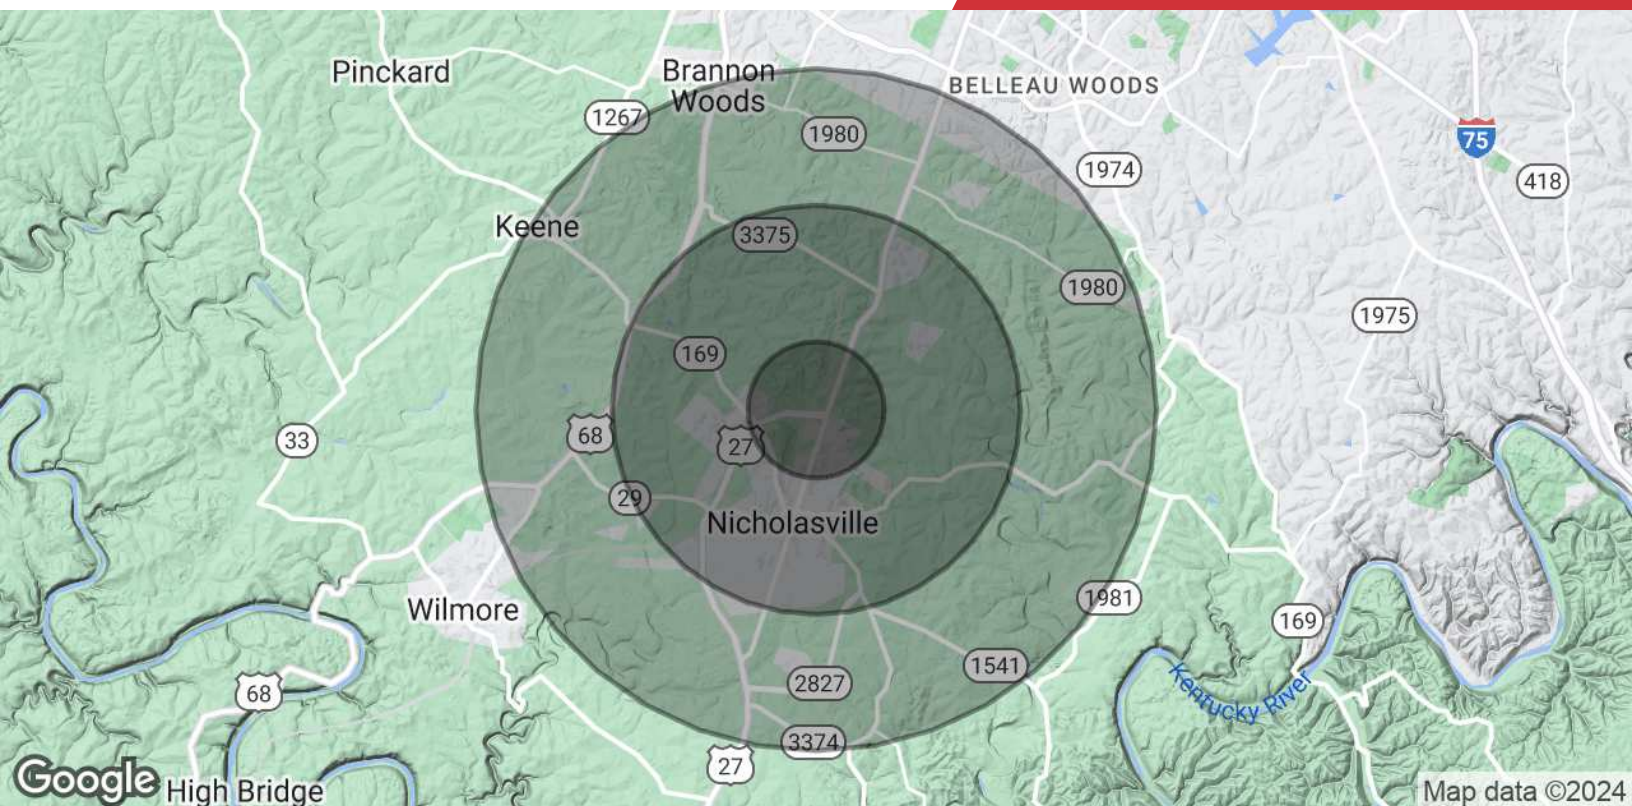 Pinckard
Brannon
Woods
BELLEAU WOODS
1267
1980
75
1974
418
Keene
3375
1980
1975
169
33
68
27
29
Nicholasville
Wilmore
1981
169
1541
68
2827
Kentucky River
3374
27
Google
High Bridge
Map data ©2024